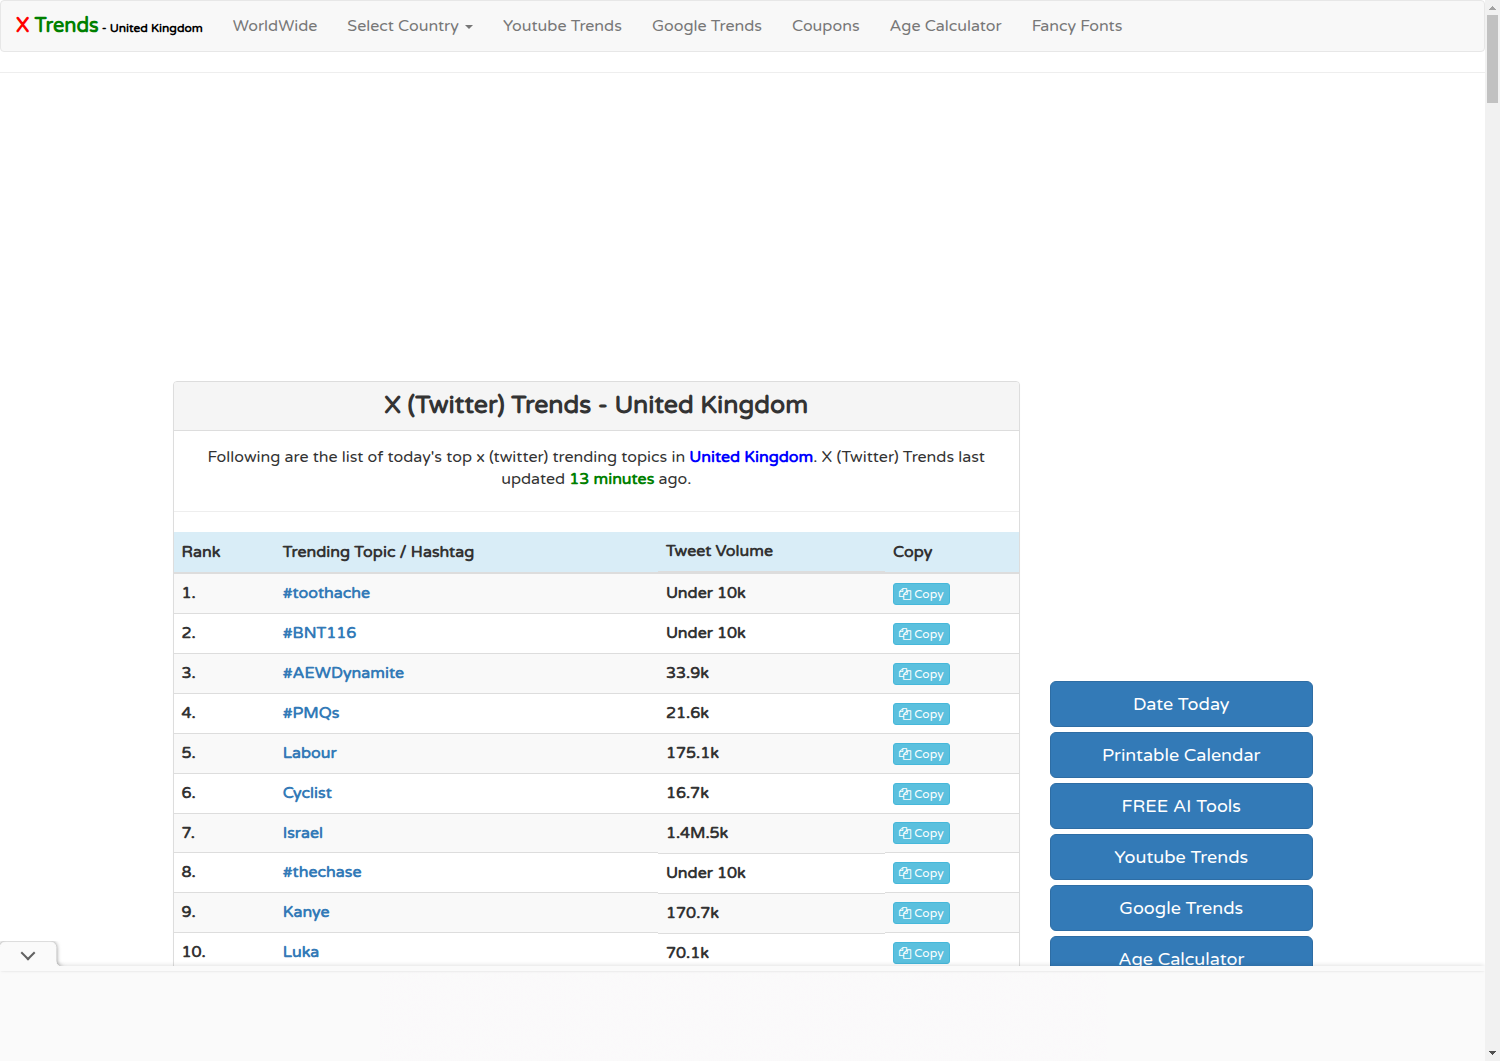 X Trends - United Kingdom
WorldWide
Select Country
Youtube Trends
Google Trends
Coupons
Age Calculator
Fancy Fonts
X (Twitter) Trends - United Kingdom
Following are the list of today's top x (twitter) trending topics in United Kingdom. X (Twitter) Trends last
updated 13 minutes ago.
Rank Trending Topic / Hashtag Tweet Volume Copy
1. #toothache Under 10k Copy
2. #BNT116 Under 10k Copy
3. #AEWDynamite 33.9k Copy
4. #PMQs 21.6k Copy
5. Labour 175.1k Copy
6. Cyclist 16.7k Copy
7. Israel 1.4M.5k Copy
8. #thechase Under 10k Copy
9. Kanye 170.7k Copy
10. Luka 70.1k Copy
Date Today
Printable Calendar
FREE AI Tools
Youtube Trends
Google Trends
Age Calculator